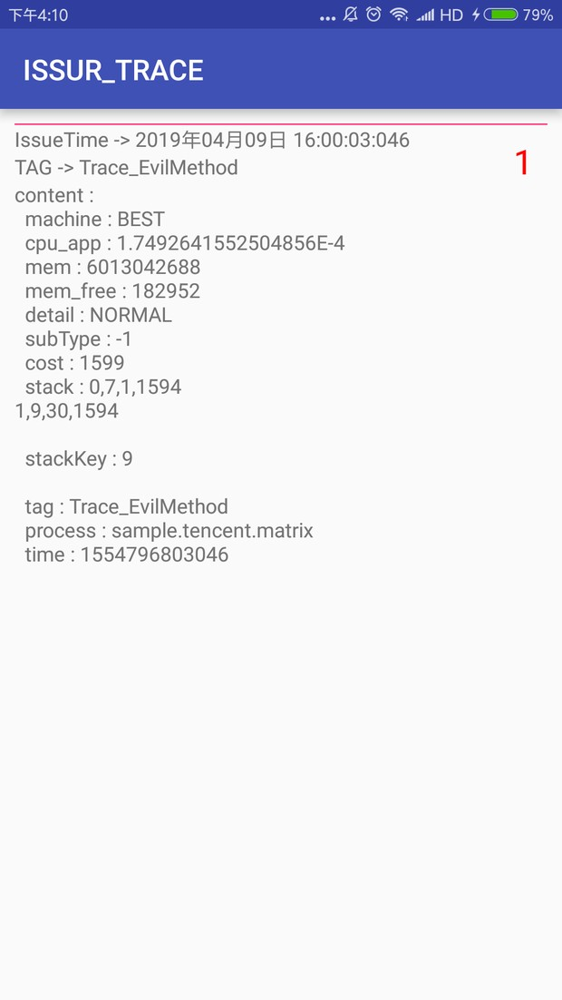 下午4:10
... HD 79%
ISSUR_TRACE
IssueTime -> 2019年04月09日 16:00:03:046
TAG -> Trace_EvilMethod
1
content :
machine : BEST
cpu_app : 1.7492641552504856E-4
mem : 6013042688
mem_free : 182952
detail : NORMAL
subType : -1
cost : 1599
stack : 0,7,1,1594
1,9,30,1594
stackKey : 9
tag : Trace_EvilMethod
process : sample.tencent.matrix
time : 1554796803046